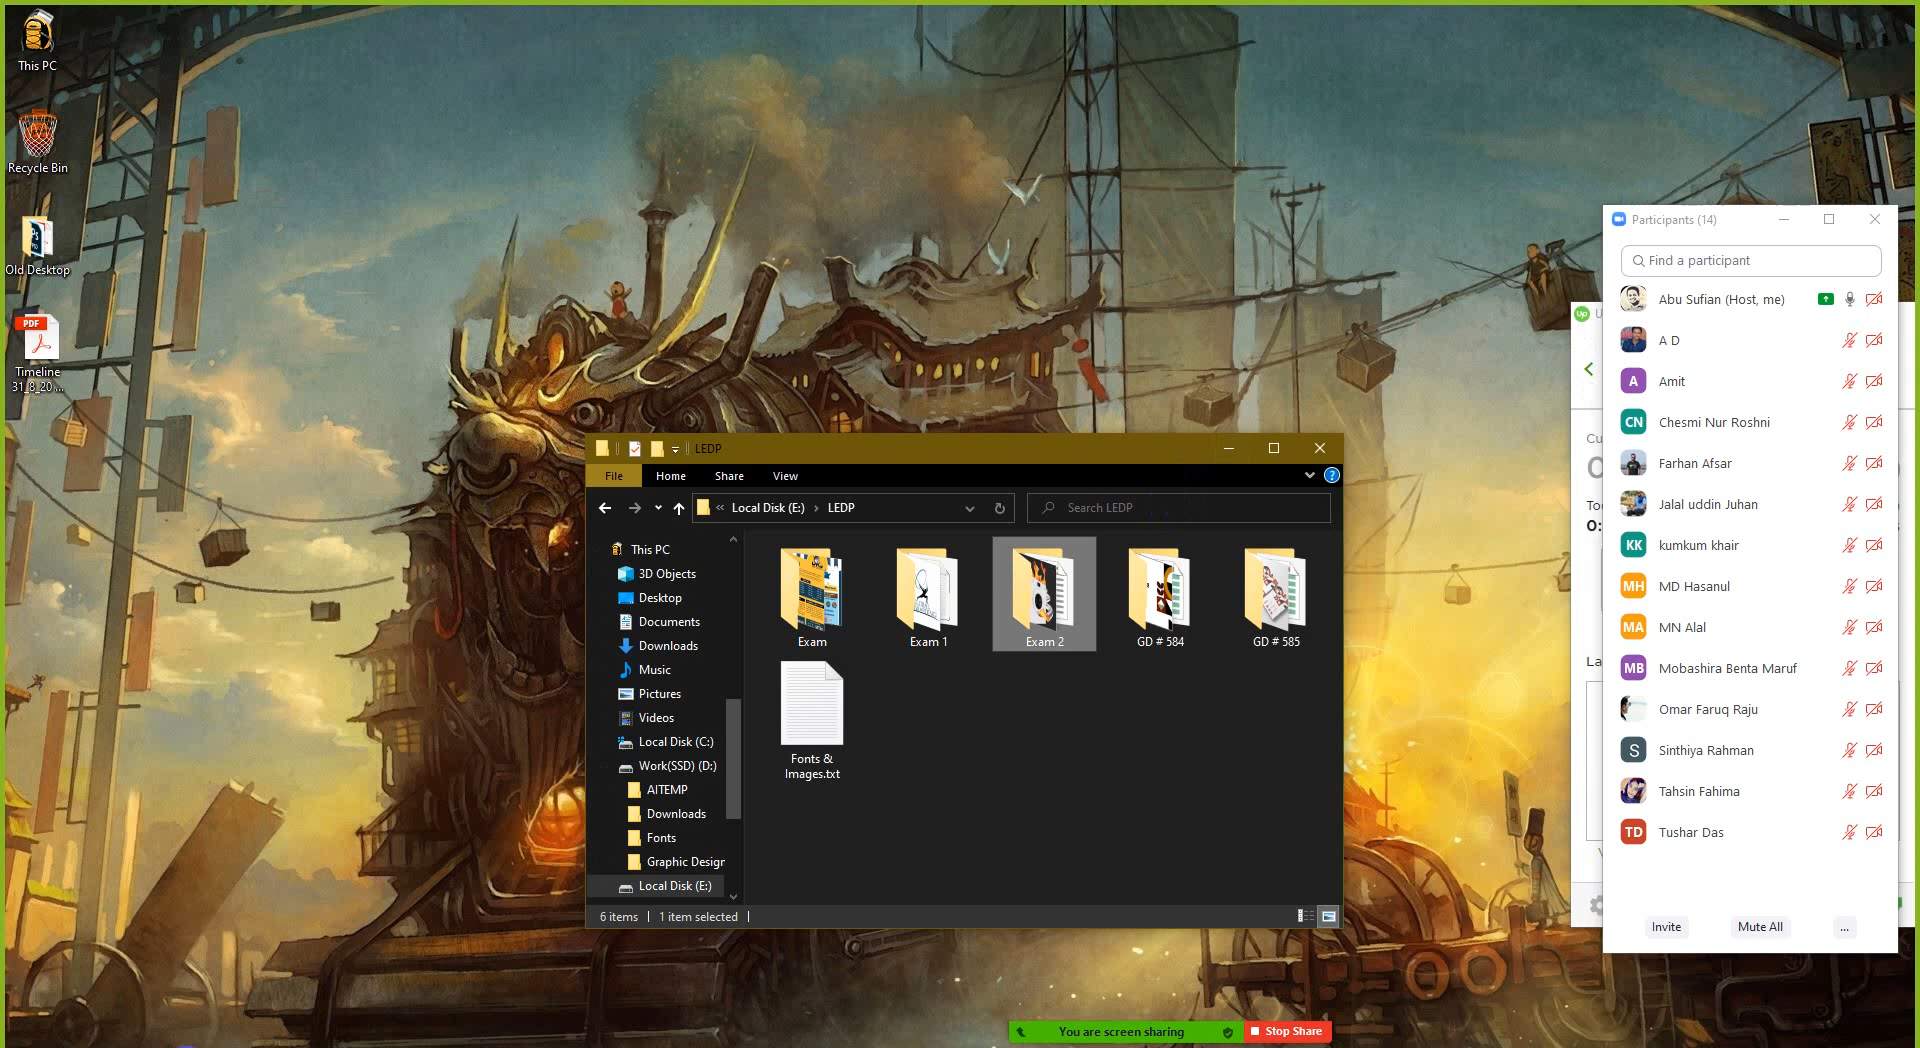 This PC
Recycle Bin
Old Desktop
PDF
Timeline
31_8_20...
LEDP
File Home Share View
« Local Disk (E:) › LEDP
Search LEDP
This PC
3D Objects
Desktop
Documents
Downloads
Music
Pictures
Videos
Local Disk (C:)
Work(SSD) (D:)
AITEMP
Downloads
Fonts
Graphic Design
Local Disk (E:)
Exam
Exam 1
Exam 2
GD # 584
GD # 585
Fonts &
Images.txt
6 items
1 item selected
Up
U
Cu
0:
La
Participants (14)
Find a participant
Abu Sufian (Host, me)
A D
A
Amit
CN
Chesmi Nur Roshni
Farhan Afsar
Jalal uddin Juhan
KK
kumkum khair
MH
MD Hasanul
MA
MN Alal
MB
Mobashira Benta Maruf
Omar Faruq Raju
S
Sinthiya Rahman
Tahsin Fahima
TD
Tushar Das
Invite
Mute All
...
You are screen sharing
Stop Share